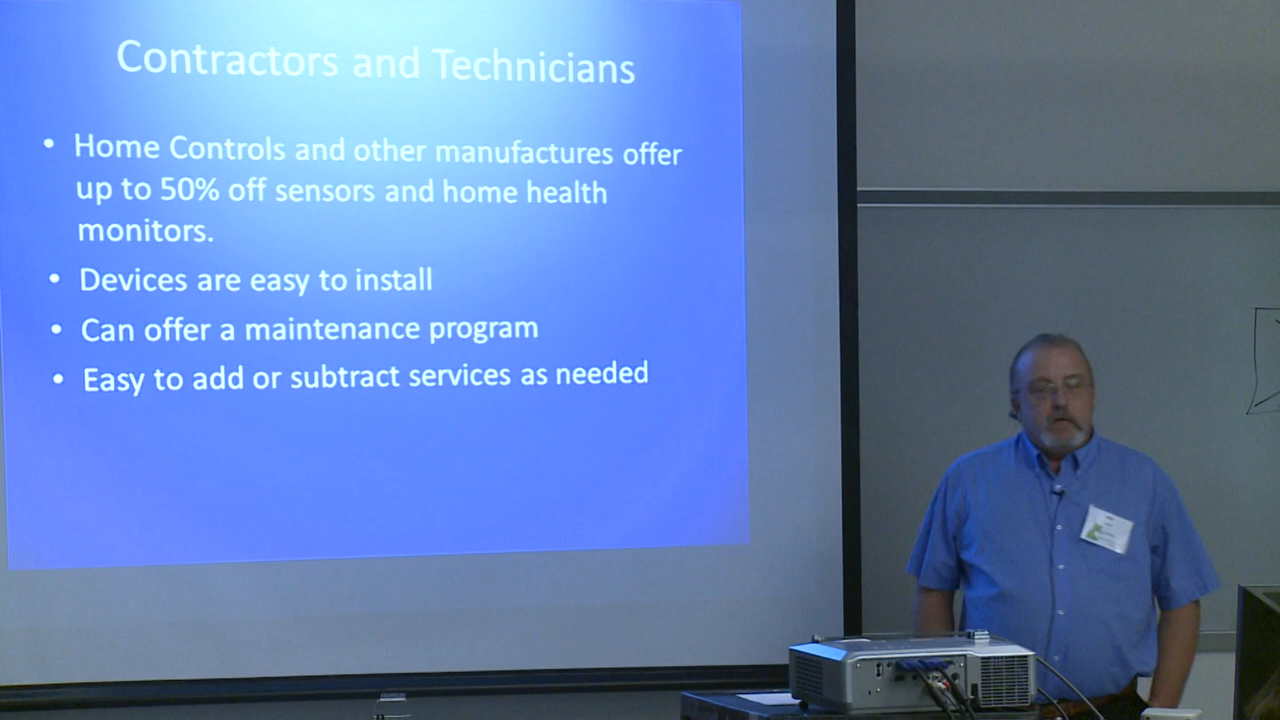 Contractors and Technicians
• Home Controls and other manufactures offer
up to 50% off sensors and home health
monitors.
• Devices are easy to install
• Can offer a maintenance program
• Easy to add or subtract services as needed